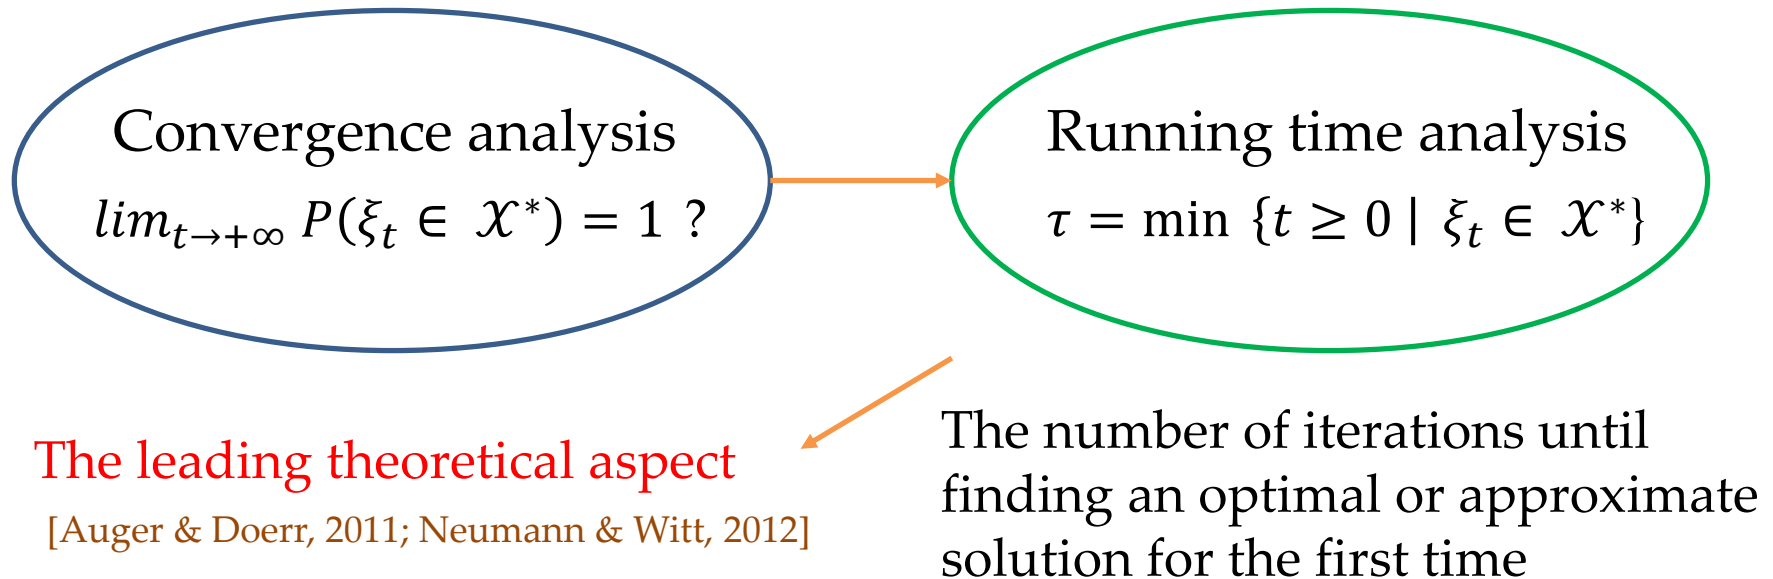 Convergence analysis
$lim_{t→+∞} P(ξ_t ∈ 𝒳^*) = 1 ?$
Running time analysis
$τ = min {t ≥ 0 | ξ_t ∈ 𝒳^*}$
The leading theoretical aspect
[Auger & Doerr, 2011; Neumann & Witt, 2012]
The number of iterations until
finding an optimal or approximate
solution for the first time